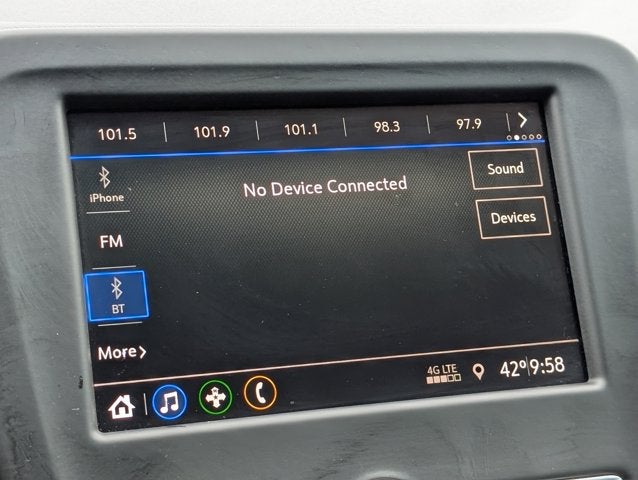 101.5 101.9 101.1 98.3 97.9
iPhone
No Device Connected
Sound
FM
Devices
BT
More
4G LTE
42° 9:58